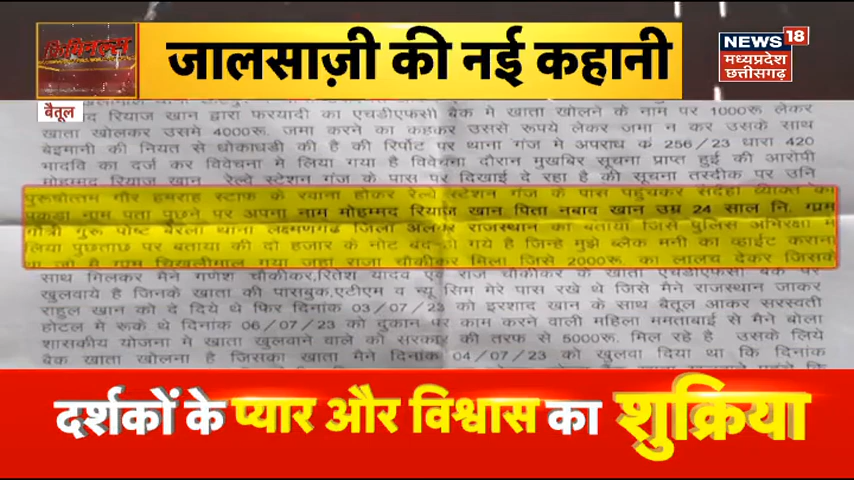 क्रिमिनल्स
जालसाज़ी की नई कहानी
NEWS 18
मध्यप्रदेश
छत्तीसगढ़
बैतूल
मद रियाज खान द्वारा फरयादी का एचडीएफसी बैक मे खाता खोलने के नाम पर 1000रू लेकर
खाता खोलकर उसमे 4000रू. जमा करने का कहकर उससे रूपये लेकर जमा न कर उसके साथ
बेइमानी की नियत से धोकाधडी की है की रिर्पोट पर थाना गंज मे अपराध कं 256/23 धारा 420
भादवि का दर्ज कर विवेचना मे लिया गया है विवेचना दौरान मुखबिर सूचना प्राप्त हुई की आरोपी
मोहम्मद रियाज खान रेल्वे स्टेशन गंज के पास पर दिखाई दे रहा है की सूचना तस्दीक पर उनि
पुरूषोत्तम गौर हमराह स्टाफ के रवाना होकर रेल्वे स्टेशन गंज के पास पहुचकर सदेही व्यक्ति को
पकडा नाम पता पुछने पर अपना नाम मोहम्मद रियाज खान पिता नबाव खान उम्र 24 साल नि. ग्राम
गोत्री गुरू पोष्ट बेरला थाना लक्ष्मणगढ जिला अलवर राजस्थान का बताया जिसे पुलिस अभिरक्षा मे
लिया पुछताछ पर बताया की दो हजार के नोट बंद हो गये है जिन्हे मुझे ब्लेक मनी का व्हाईट कराना
था जो मै ग्राम चिखलीमाल गया जहां राजा चौकीकर मिला जिसे 2000रू. का लालच देकर जिसके
साथ मिलकर मैने गणेश चौकीकर,रितेश यादव एवं राज चौकीकर के खाता एचडीएफसी बैक पर
खुलवाये है जिनके खाता की पासबुक,एटीएम व न्यू सिम मेरे पास रखे थे जिसे मैने राजस्थान जाकर
राहुल खान को दे दिये थे फिर दिनांक 03/07/23 को इरशाद खान के साथ बैतूल आकर सरस्वती
होटल मे रूके थे दिनांक 06/07/23 को दुकान पर काम करने वाली महिला ममताबाई से मैने बोला
शासकीय योजना मे खाता खुलवाने वाले को सरकार की तरफ से 5000रू. मिल रहे है उसके लिये
बैक खाता खोलना है जिसका खाता मैने दिनांक 04/07/23 को खुलवा दिया था कि दिनांक
दर्शकों के प्यार और विश्वास का शुक्रिया